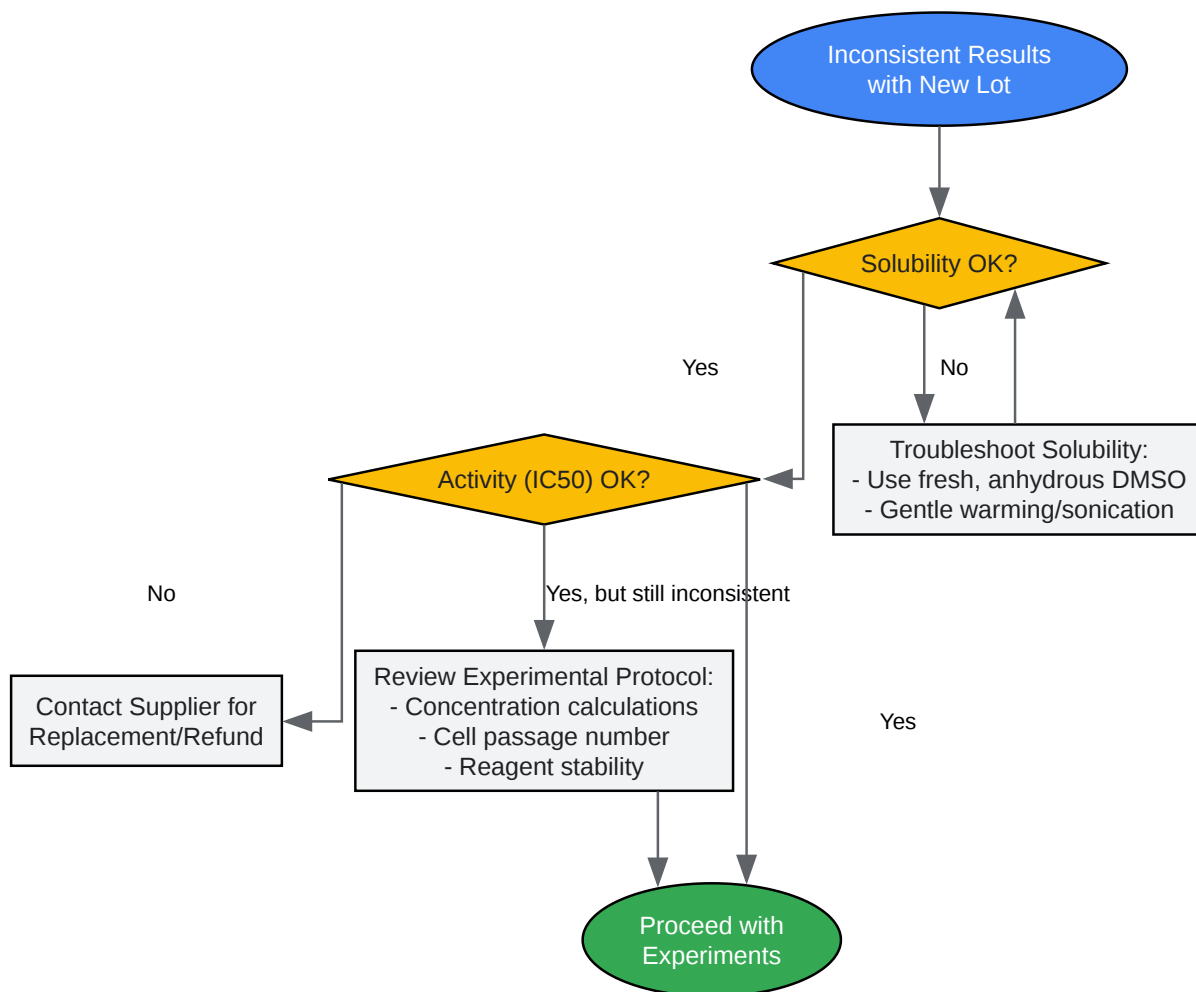 Inconsistent Results
with New Lot
Solubility OK?
Yes
No
Troubleshoot Solubility:
- Use fresh, anhydrous DMSO
- Gentle warming/sonication
Activity (IC50) OK?
No
Yes, but still inconsistent
Yes
Contact Supplier for
Replacement/Refund
Review Experimental Protocol:
- Concentration calculations
- Cell passage number
- Reagent stability
Proceed with
Experiments